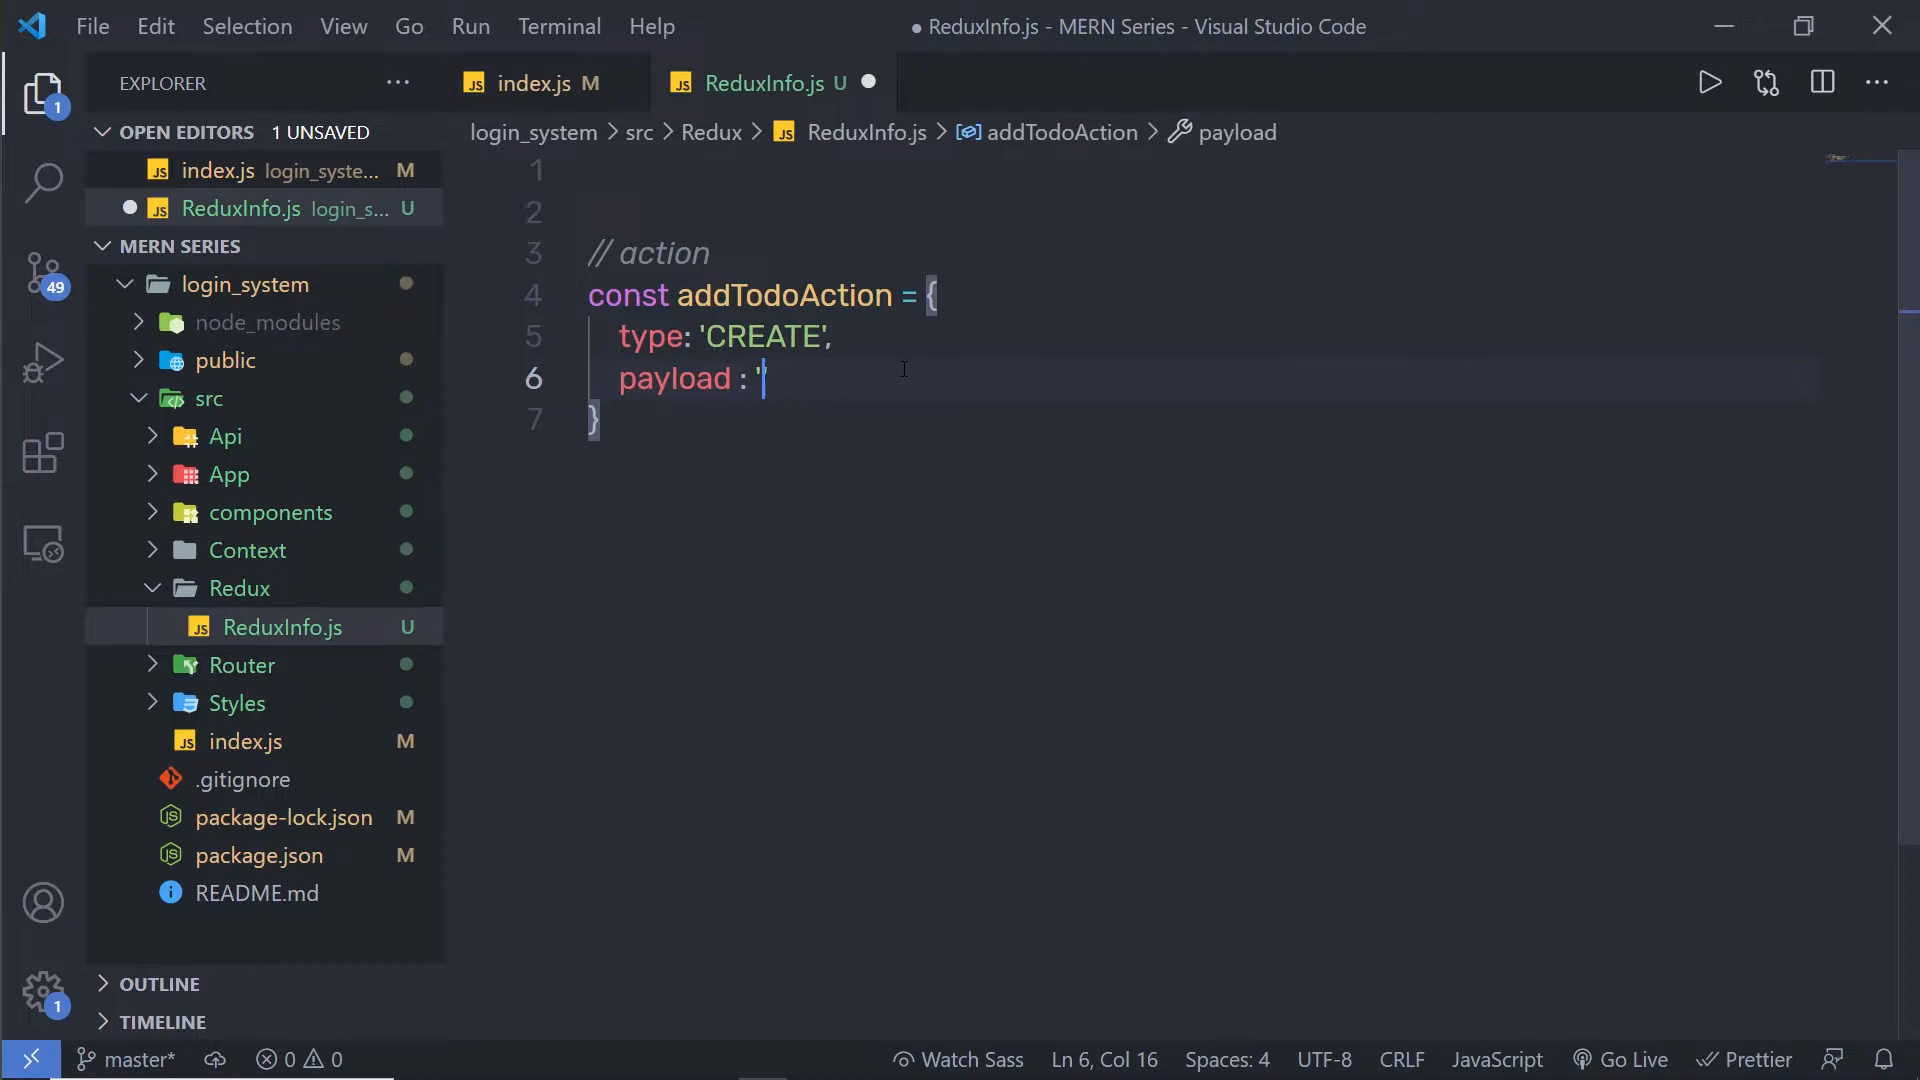 File Edit Selection View Go Run Terminal Help
● ReduxInfo.js - MERN Series - Visual Studio Code
EXPLORER
index.js M
ReduxInfo.js U
1
OPEN EDITORS 1 UNSAVED
index.js login_syste... M
ReduxInfo.js login_s... U
login_system > src > Redux > JS ReduxInfo.js > addTodoAction > payload
MERN SERIES
49
login_system
node_modules
public
src
Api
App
components
Context
Redux
JS ReduxInfo.js U
Router
Styles
JS index.js M
.gitignore
package-lock.json M
package.json M
README.md
OUTLINE
TIMELINE
1
1
2
3 // action
4 const addTodoAction = {
5 type: 'CREATE',
6 payload : ''
7 }
master* 0 0
Watch Sass Ln 6, Col 16 Spaces: 4 UTF-8 CRLF JavaScript Go Live Prettier